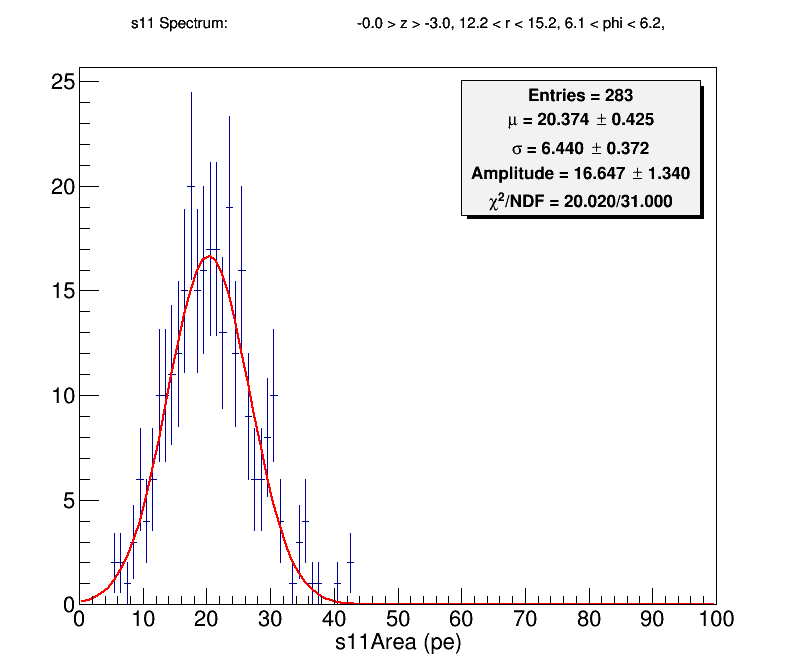 s11 Spectrum: -0.0 > z > -3.0, 12.2 < r < 15.2, 6.1 < phi < 6.2,
25
20
15
10
5
0
Entries = 283
μ = 20.374 ± 0.425
σ = 6.440 ± 0.372
Amplitude = 16.647 ± 1.340
χ²/NDF = 20.020/31.000
0 10 20 30 40 50 60 70 80 90 100
s11Area (pe)